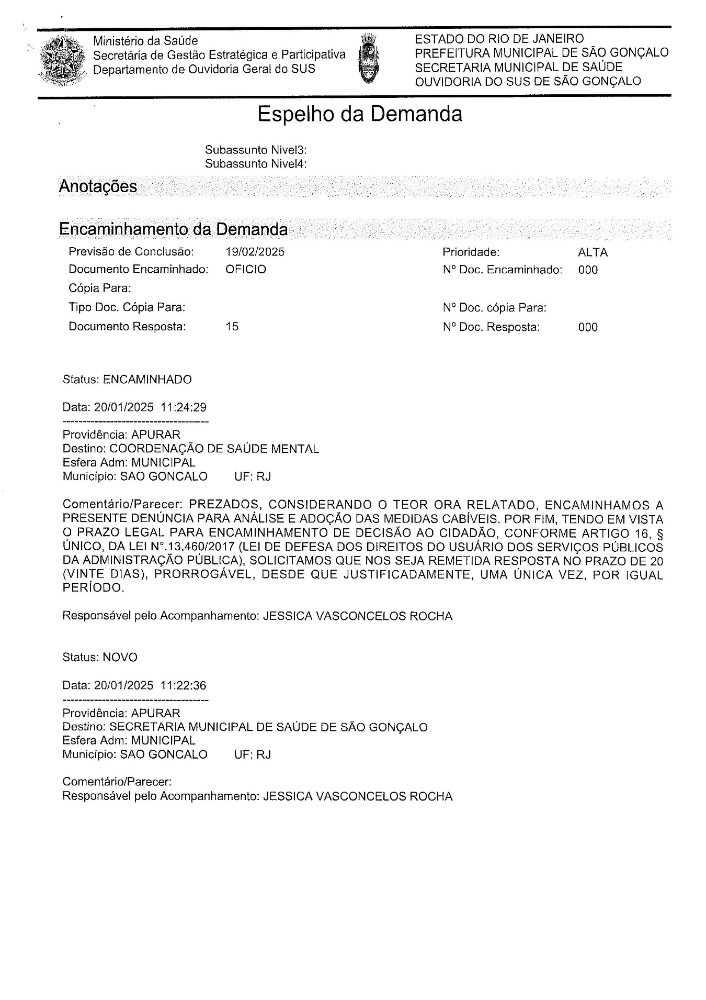 Ministério da Saúde
Secretária de Gestão Estratégica e Participativa
Departamento de Ouvidoria Geral do SUS
ESTADO DO RIO DE JANEIRO
PREFEITURA MUNICIPAL DE SÃO GONÇALO
SECRETARIA MUNICIPAL DE SAÚDE
OUVIDORIA DO SUS DE SÃO GONÇALO
Espelho da Demanda
Subassunto Nivel3:
Subassunto Nivel4:
Anotações
Encaminhamento da Demanda
Previsão de Conclusão: 19/02/2025 Prioridade: ALTA
Documento Encaminhado: OFICIO Nº Doc. Encaminhado: 000
Cópia Para:
Tipo Doc. Cópia Para: Nº Doc. cópia Para:
Documento Resposta: 15 Nº Doc. Resposta: 000
Status: ENCAMINHADO
Data: 20/01/2025 11:24:29
--------------------------------------
Providência: APURAR
Destino: COORDENAÇÃO DE SAÚDE MENTAL
Esfera Adm: MUNICIPAL
Município: SAO GONCALO UF: RJ
Comentário/Parecer: PREZADOS, CONSIDERANDO O TEOR ORA RELATADO, ENCAMINHAMOS A
PRESENTE DENÚNCIA PARA ANÁLISE E ADOÇÃO DAS MEDIDAS CABÍVEIS. POR FIM, TENDO EM VISTA
O PRAZO LEGAL PARA ENCAMINHAMENTO DE DECISÃO AO CIDADÃO, CONFORME ARTIGO 16, §
ÚNICO, DA LEI N°.13.460/2017 (LEI DE DEFESA DOS DIREITOS DO USUÁRIO DOS SERVIÇOS PÚBLICOS
DA ADMINISTRAÇÃO PÚBLICA), SOLICITAMOS QUE NOS SEJA REMETIDA RESPOSTA NO PRAZO DE 20
(VINTE DIAS), PRORROGÁVEL, DESDE QUE JUSTIFICADAMENTE, UMA ÚNICA VEZ, POR IGUAL
PERÍODO.
Responsável pelo Acompanhamento: JESSICA VASCONCELOS ROCHA
Status: NOVO
Data: 20/01/2025 11:22:36
--------------------------------------
Providência: APURAR
Destino: SECRETARIA MUNICIPAL DE SAÚDE DE SÃO GONÇALO
Esfera Adm: MUNICIPAL
Município: SAO GONCALO UF: RJ
Comentário/Parecer:
Responsável pelo Acompanhamento: JESSICA VASCONCELOS ROCHA